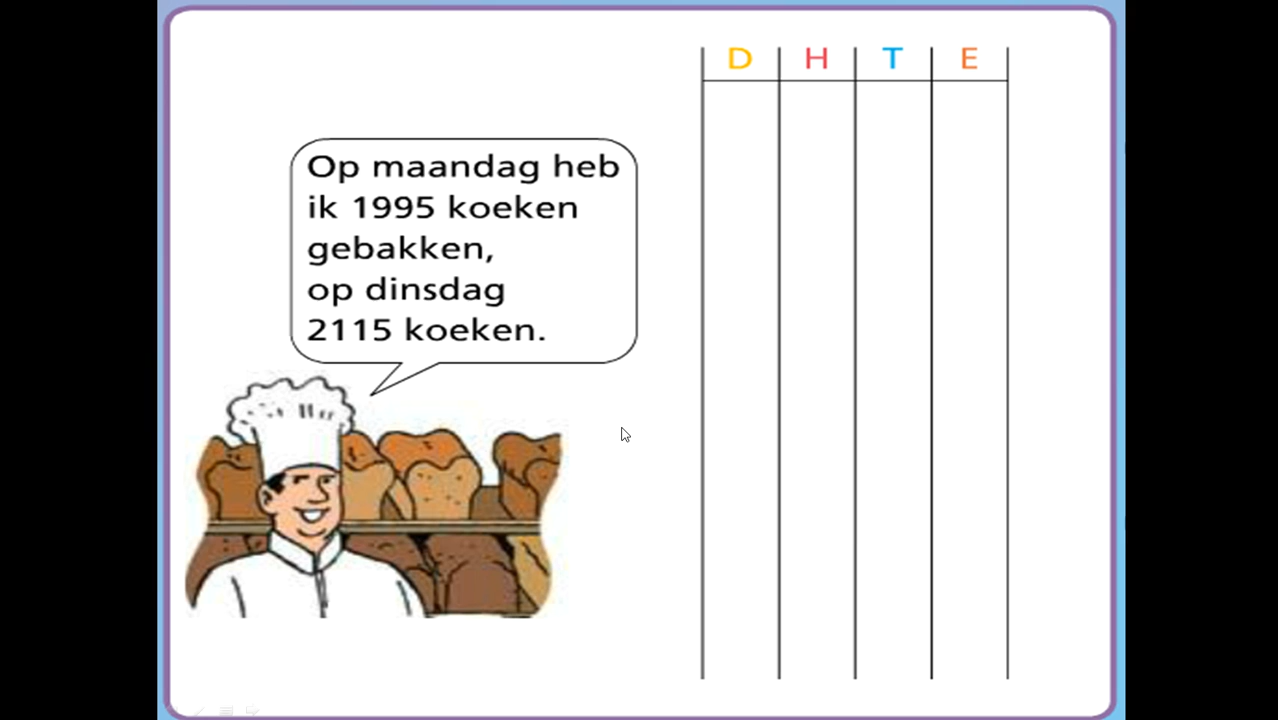 D H T E
Op maandag heb
ik 1995 koeken
gebakken,
op dinsdag
2115 koeken.